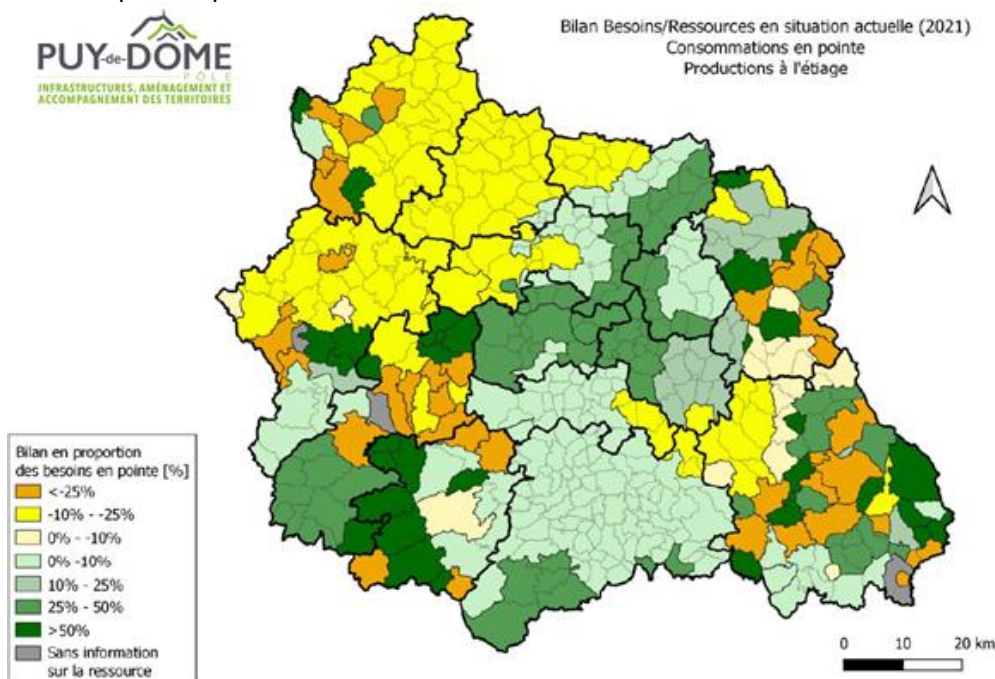 PUY-de-DÔME
PÔLE
INFRASTRUCTURES, AMÉNAGEMENT ET
ACCOMPAGNEMENT DES TERRITOIRES
Bilan Besoins/Ressources en situation actuelle (2021)
Consommations en pointe
Productions à l'étiage
Bilan en proportion
des besoins en pointe [%]
<-25%
-10% - -25%
0% - -10%
0% -10%
10% - 25%
25% - 50%
>50%
Sans information
sur la ressource
0 10 20 km